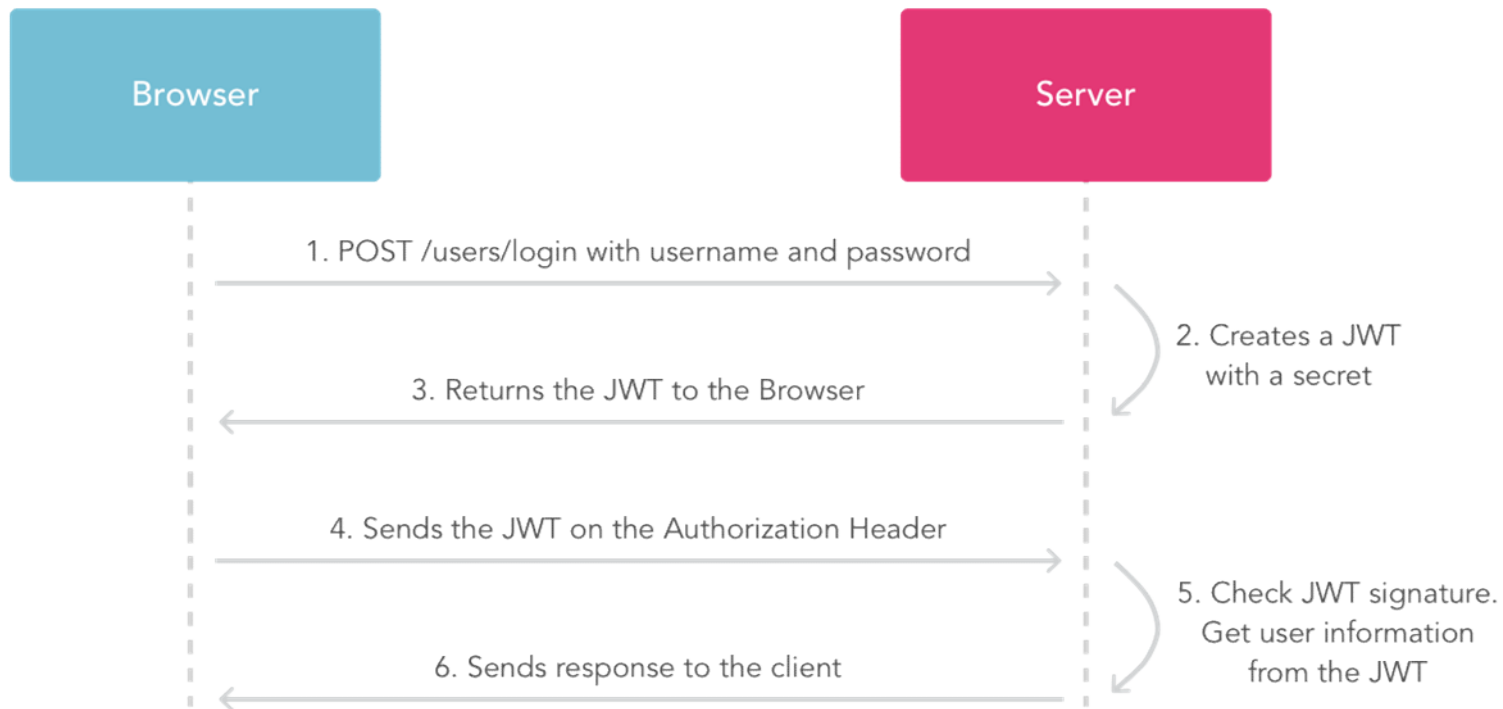 Browser
Server
1. POST /users/login with username and password
2. Creates a JWT
with a secret
3. Returns the JWT to the Browser
4. Sends the JWT on the Authorization Header
5. Check JWT signature.
Get user information
from the JWT
6. Sends response to the client